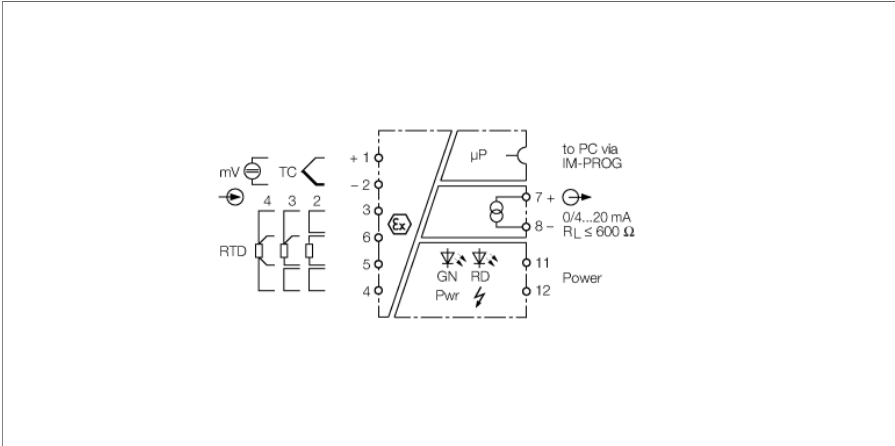 mV TC
4 3 2
RTD
+ 1
- 2
3
6
5
4
Ex
µP
to PC via
IM-PROG
7 +
8 -
0/4...20 mA
RL ≤ 600 Ω
GN RD
Pwr
11
12
Power